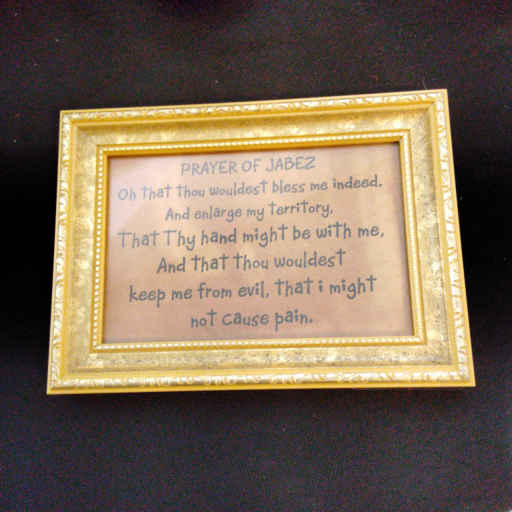 PRAYER OF JABEZ
Oh that thou wouldest bless me indeed.
And enlarge my Territory,
That Thy hand might be with me,
And that thou wouldest
keep me from evil, that i might
not cause pain.